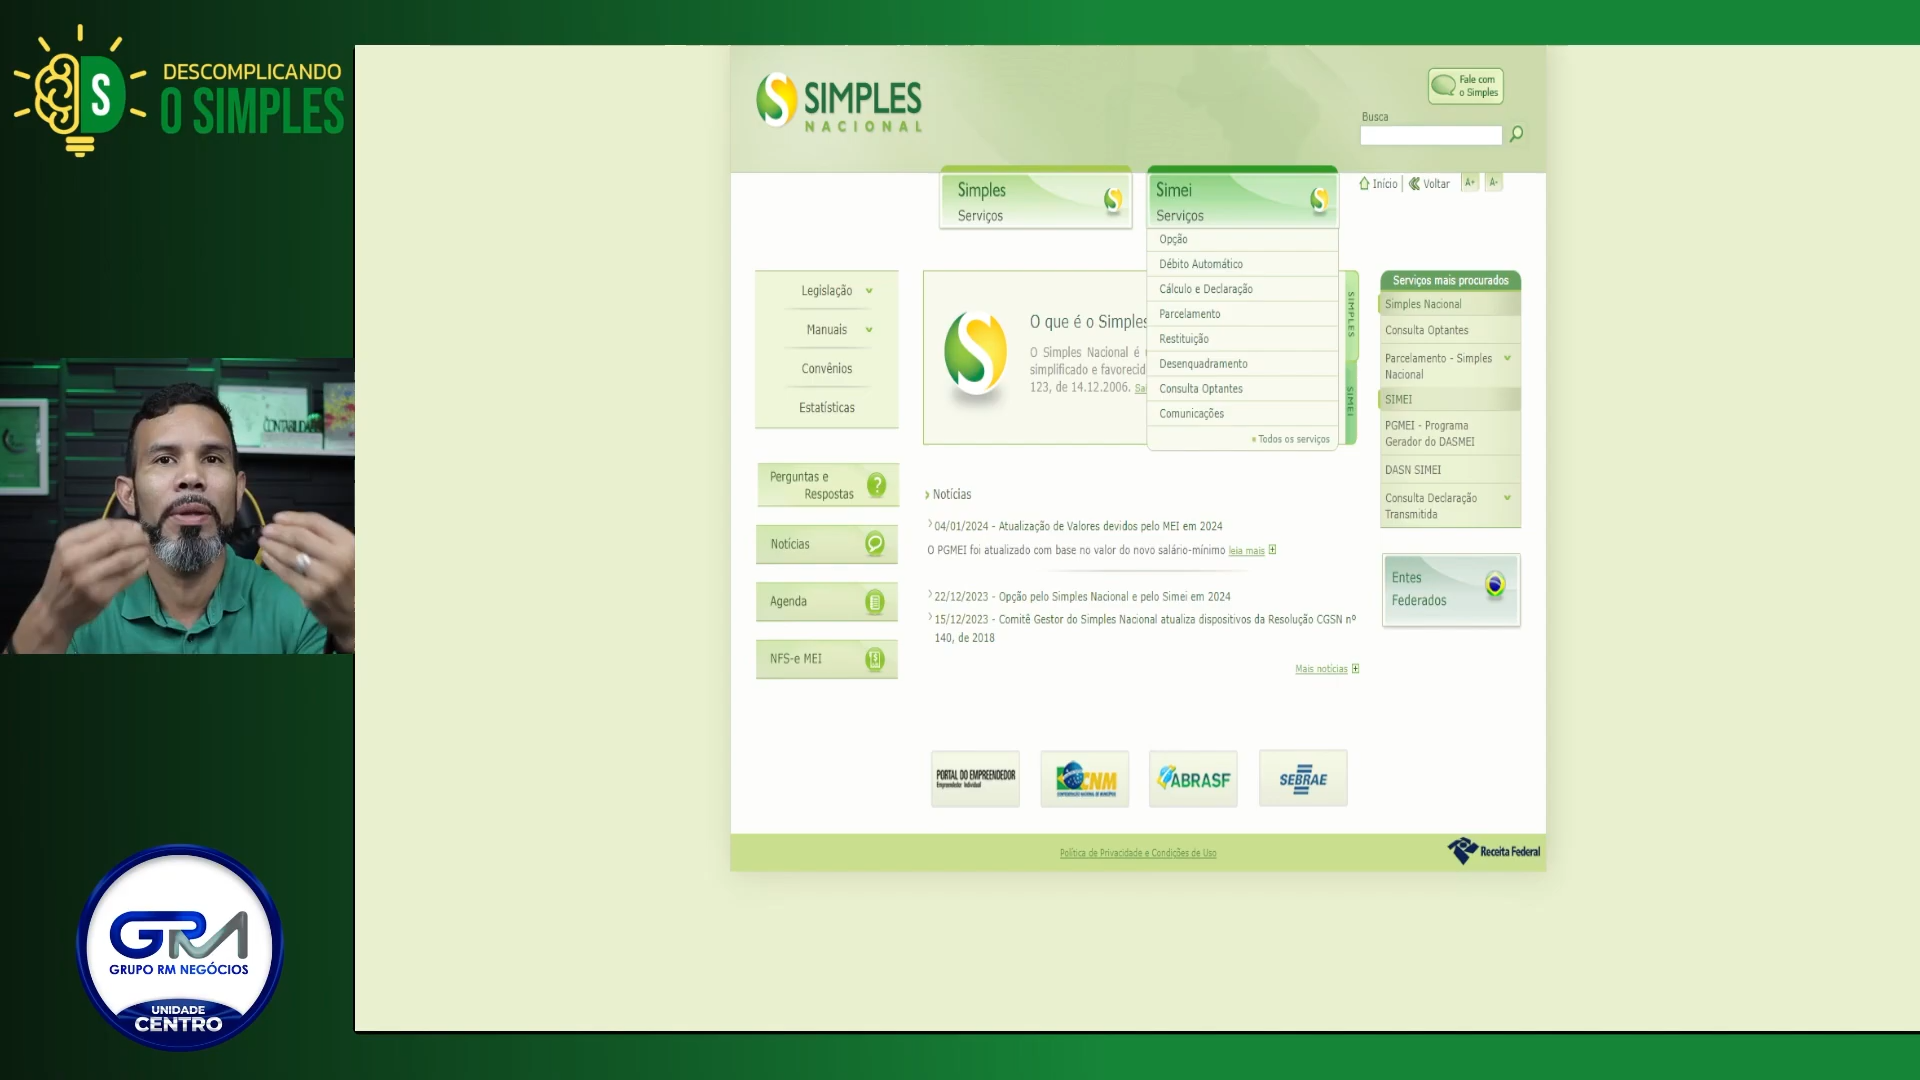 DESCOMPLICANDO
O SIMPLES
S
CONTABILIDADE
GRM
GRUPO RM NEGÓCIOS
UNIDADE
CENTRO
SIMPLES
NACIONAL
Fale com
o Simples
Busca
Simples
Serviços
Simei
Serviços
Início
Voltar
A+
A-
Opção
Débito Automático
Cálculo e Declaração
Parcelamento
Restituição
Desenquadramento
Consulta Optantes
Comunicações
Todos os serviços
Legislação
Manuais
Convênios
Estatísticas
Perguntas e
Respostas
Notícias
Agenda
NFS-e MEI
O que é o Simples
O Simples Nacional é
simplificado e favorecid
123, de 14.12.2006. Sa
SIMPLES
SIMEI
Notícias
04/01/2024 - Atualização de Valores devidos pelo MEI em 2024
O PGMEI foi atualizado com base no valor do novo salário-mínimo leia mais
22/12/2023 - Opção pelo Simples Nacional e pelo Simei em 2024
15/12/2023 - Comitê Gestor do Simples Nacional atualiza dispositivos da Resolução CGSN nº
140, de 2018
Mais notícias
Serviços mais procurados
Simples Nacional
Consulta Optantes
Parcelamento - Simples
Nacional
SIMEI
PGMEI - Programa
Gerador do DASMEI
DASN SIMEI
Consulta Declaração
Transmitida
Entes
Federados
PORTAL DO EMPREENDEDOR
Empreendedor Individual
CNM
ABRASF
SEBRAE
Política de Privacidade e Condições de Uso
Receita Federal